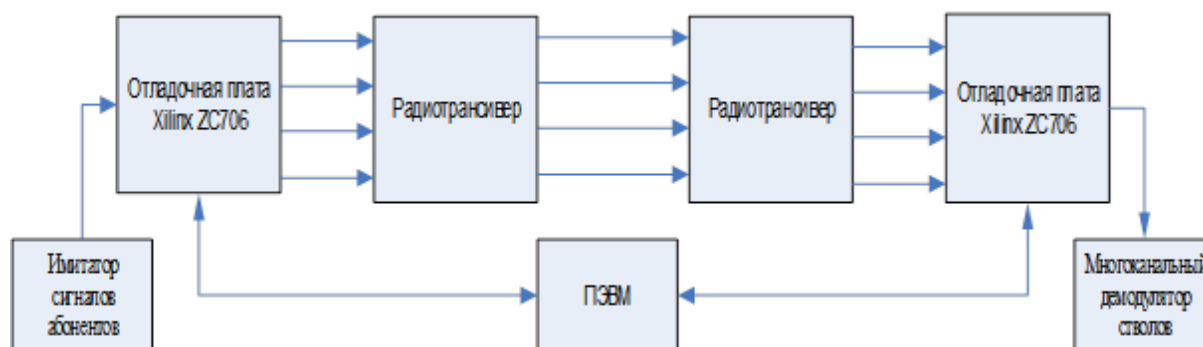 Отладочная плата
Xilinx ZC706
Радиотрансивер
Радиотрансивер
Отладочная плата
Xilinx ZC706
Имитатор
сигналов
абонентов
ПЭВМ
Многоканальный
демодулятор
стволов